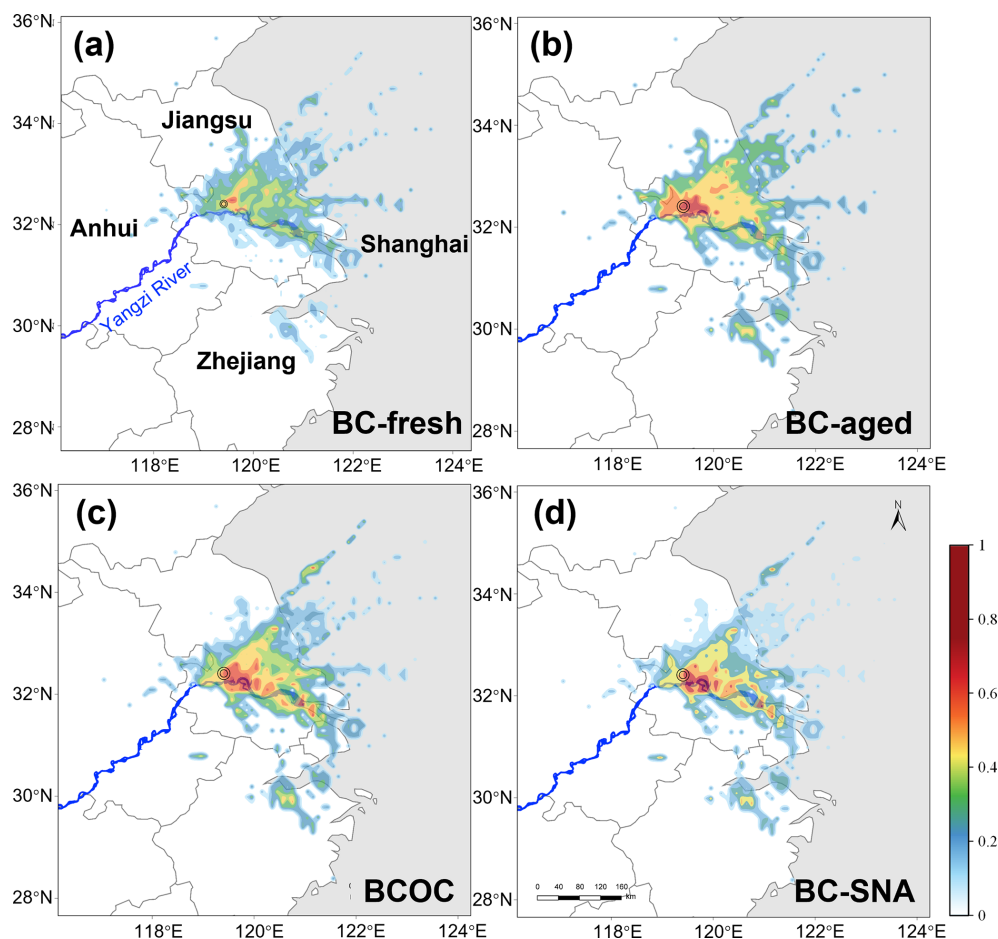 36°N
34°N
32°N
30°N
28°N
(a)
Jiangsu
Anhui
Shanghai
Yangzi River
Zhejiang
BC-fresh
118°E
120°E
122°E
124°E
36°N
34°N
32°N
30°N
28°N
(b)
BC-aged
118°E
120°E
122°E
124°E
36°N
34°N
32°N
30°N
28°N
(c)
BCOC
118°E
120°E
122°E
124°E
36°N
34°N
32°N
30°N
28°N
(d)
N
0 40 80 120 160 km
BC-SNA
118°E
120°E
122°E
124°E
1
0.8
0.6
0.4
0.2
0